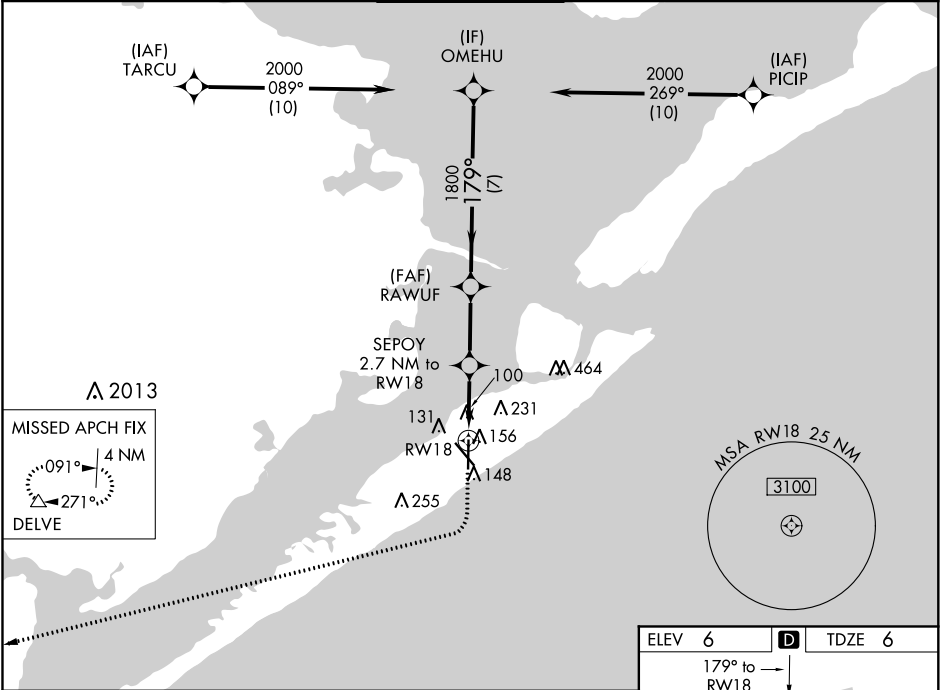 (IAF)
TARCU
2000
089°
(10)
(IF)
OMEHU
2000
269°
(10)
(IAF)
PICIP
1800
179°
(7)
(FAF)
RAWUF
SEPOY
2.7 NM to
RW18
100
464
231
131
156
RW18
148
255
2013
MISSED APCH FIX
4 NM
091°
271°
DELVE
MSA RW18 25 NM
3100
ELEV 6 D TDZE 6
179° to
RW18